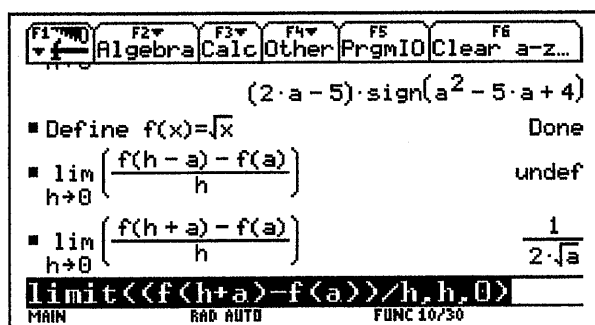 F1 F2 F3 F4 F5 F6
Algebra Calc Other PrgmIO Clear a-z…
h→0
(2·a−5)·sign(a²−5·a+4)
▪ Define f(x)=√x Done
▪ lim h→0 ( (f(h−a)−f(a)) / h ) undef
▪ lim h→0 ( (f(h+a)−f(a)) / h ) 1/(2·√a)
limit((f(h+a)-f(a))/h,h,0)
MAIN RAD AUTO FUNC 10/30